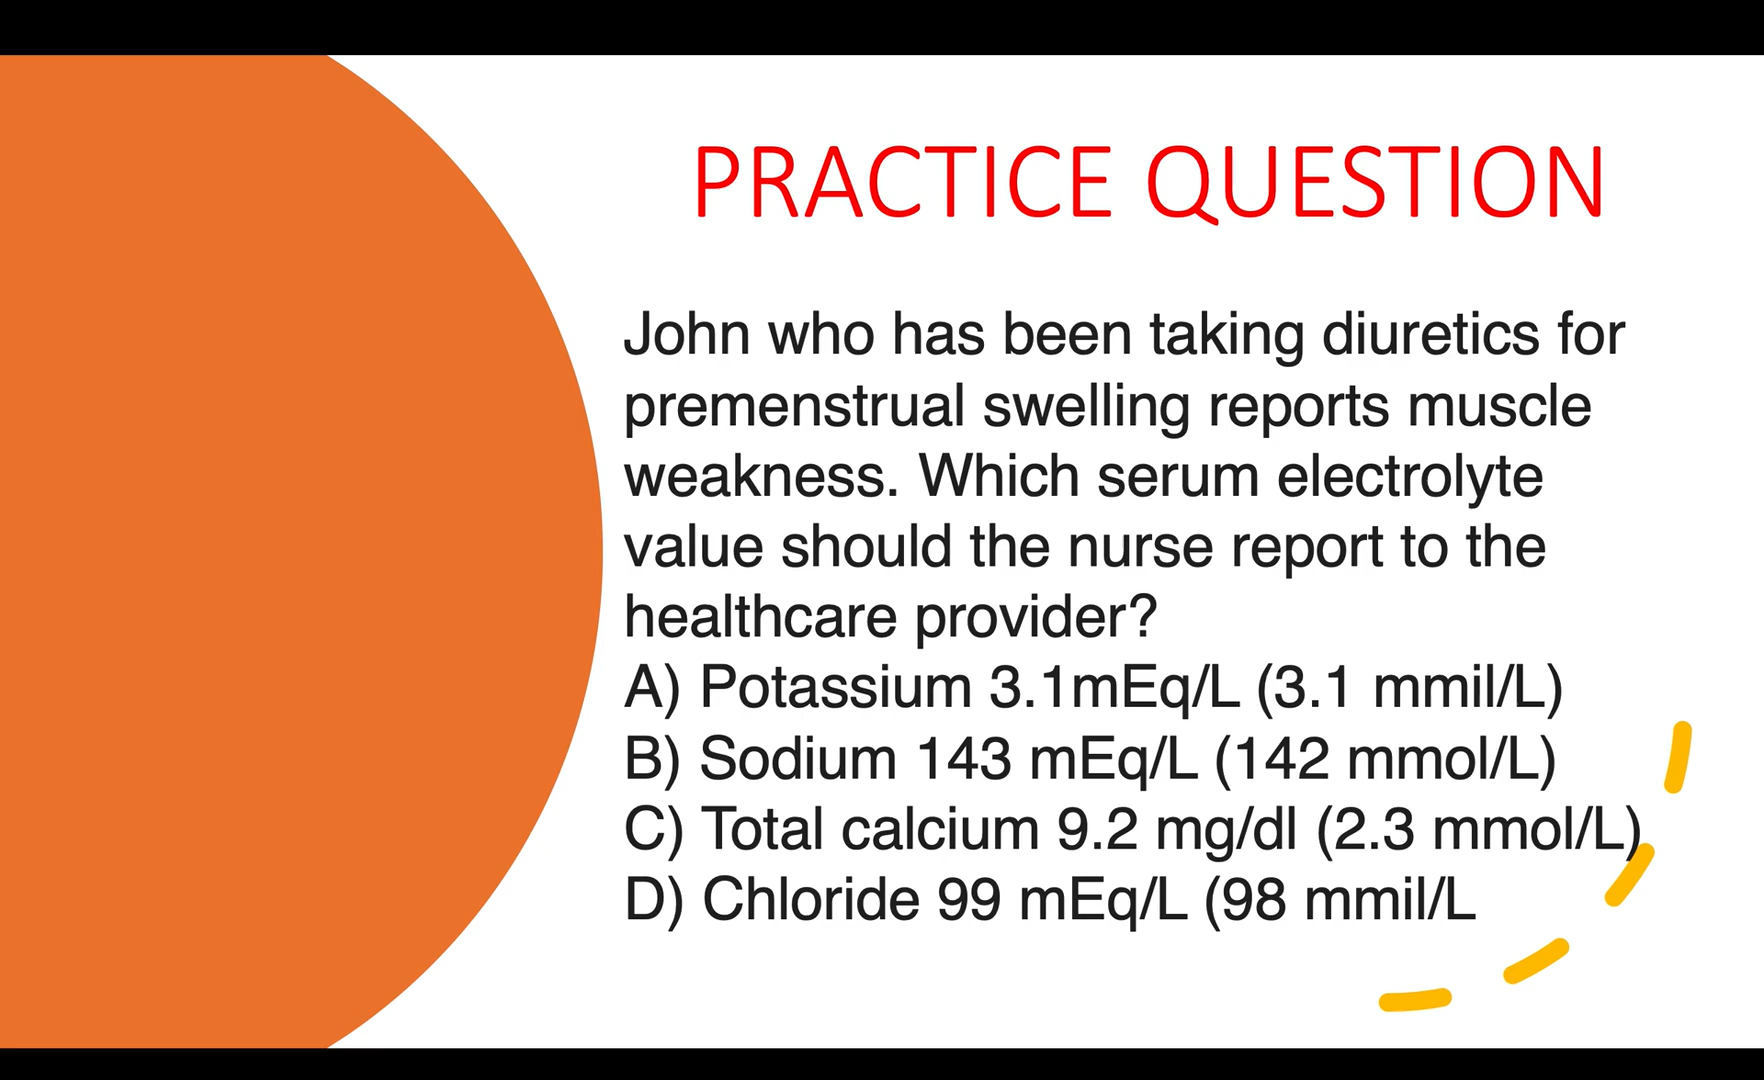 PRACTICE QUESTION
John who has been taking diuretics for
premenstrual swelling reports muscle
weakness. Which serum electrolyte
value should the nurse report to the
healthcare provider?
A) Potassium 3.1mEq/L (3.1 mmil/L)
B) Sodium 143 mEq/L (142 mmol/L)
C) Total calcium 9.2 mg/dl (2.3 mmol/L)
D) Chloride 99 mEq/L (98 mmil/L